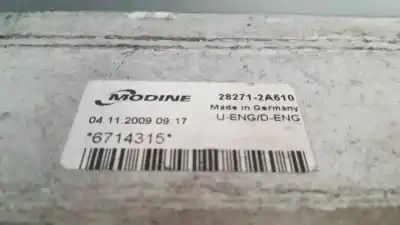 MODINE 28271-2A610
Made in Germany
04.11.2009 09:17 U-ENG/D-ENG
*6714315*